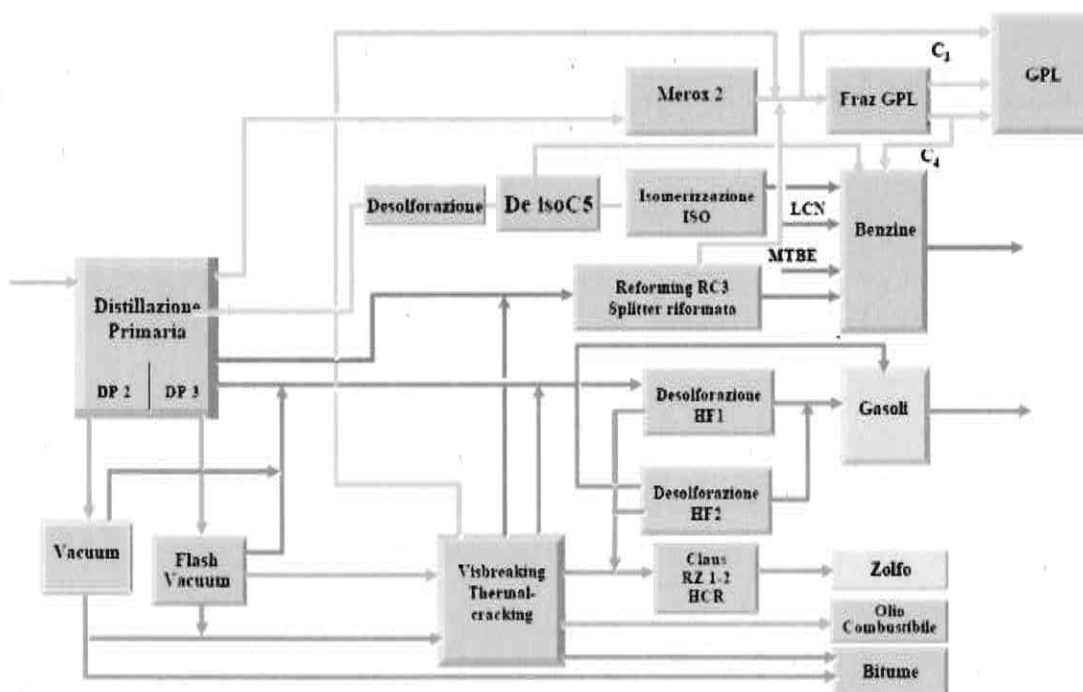 C3
GPL
Merox 2
Fraz GPL
C4
Desolforazione
De IsoC5
Isomerizzazione
ISO
LCN
Benzine
MTBE
Distillazione
Primaria
DP 2
DP 3
Reforming RC3
Splitter riformato
Desolforazione
HF1
Gasoli
Desolforazione
HF2
Vacuum
Flash
Vacuum
Visbreaking
Thermal-
cracking
Claus
RZ 1-2
HCR
Zolfo
Olio
Combustibile
Bitume